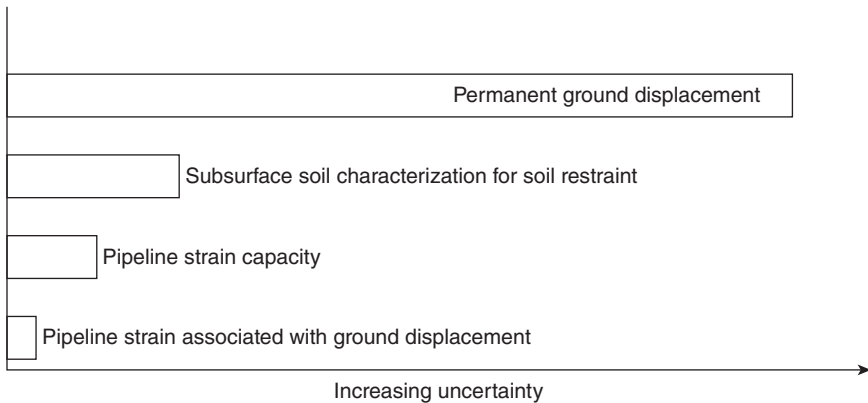 Permanent ground displacement
Subsurface soil characterization for soil restraint
Pipeline strain capacity
Pipeline strain associated with ground displacement
Increasing uncertainty